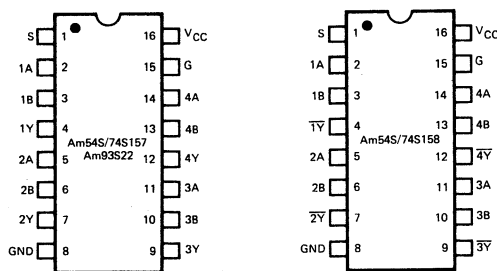 S 1 16 VCC
1A 2 15 G
1B 3 14 4A
1Y 4 13 4B
Am54S/74S157
Am93S22
2A 5 12 4Y
2B 6 11 3A
2Y 7 10 3B
GND 8 9 3Y
S 1 16 VCC
1A 2 15 G
1B 3 14 4A
1Y̅ 4 13 4B
Am54S/74S158
2A 5 12 4Y̅
2B 6 11 3A
2Y̅ 7 10 3B
GND 8 9 3Y̅